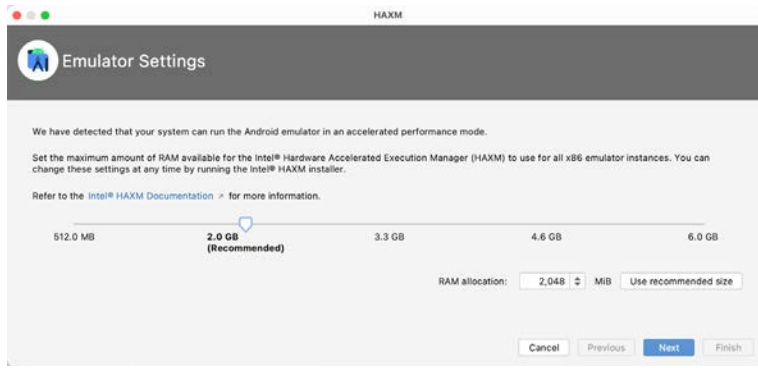 HAXM
Emulator Settings
We have detected that your system can run the Android emulator in an accelerated performance mode.
Set the maximum amount of RAM available for the Intel® Hardware Accelerated Execution Manager (HAXM) to use for all x86 emulator instances. You can
change these settings at any time by running the Intel® HAXM installer.
Refer to the Intel® HAXM Documentation ↗ for more information.
512.0 MB 2.0 GB 3.3 GB 4.6 GB 6.0 GB
(Recommended)
RAM allocation: 2,048 MiB Use recommended size
Cancel Previous Next Finish